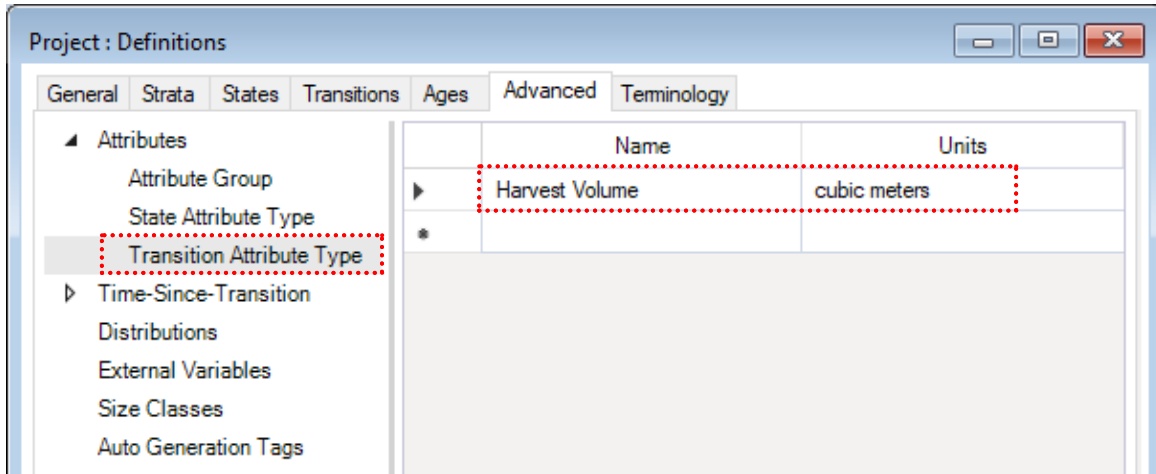 Project : Definitions
General Strata States Transitions Ages Advanced Terminology
Attributes
Attribute Group
State Attribute Type
Transition Attribute Type
Time-Since-Transition
Distributions
External Variables
Size Classes
Auto Generation Tags
Name Units
Harvest Volume cubic meters